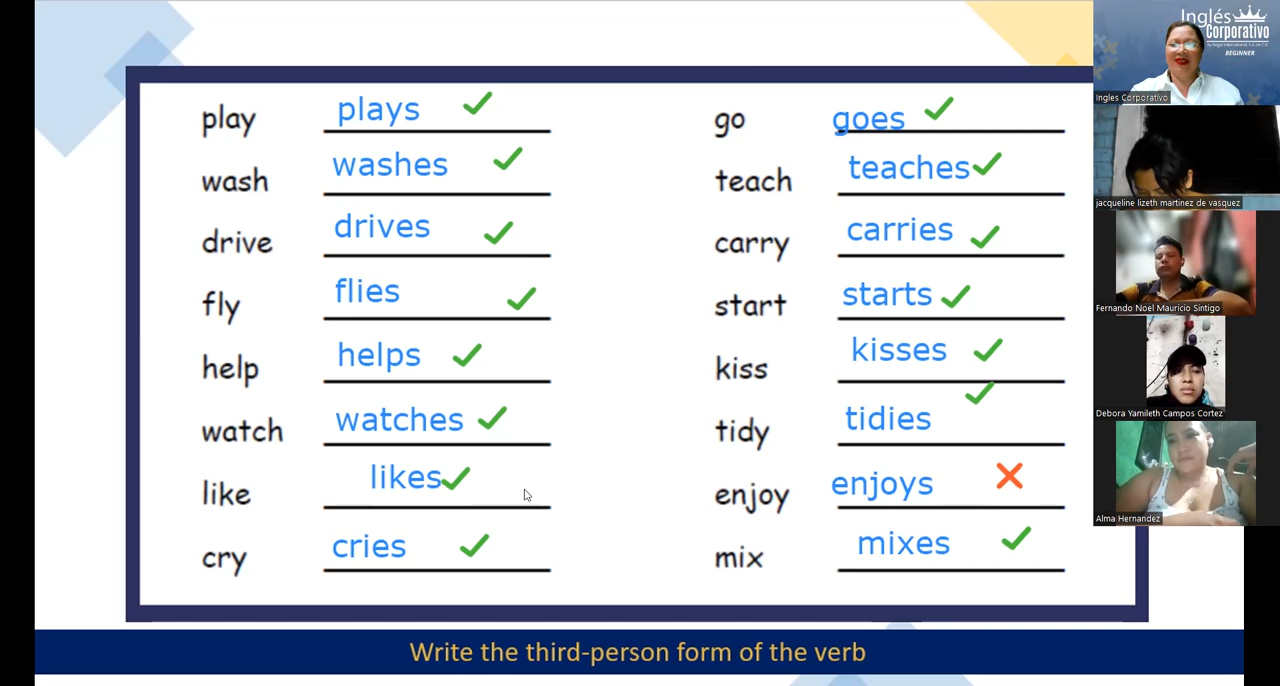 play plays
wash washes
drive drives
fly flies
help helps
watch watches
like likes
cry cries
go goes
teach teaches
carry carries
start starts
kiss kisses
tidy tidies
enjoy enjoys
mix mixes
Write the third-person form of the verb
Inglés
Corporativo
BEGINNER
Ingles Corporativo
jacqueline lizeth martinez de vasquez
Fernando Noel Mauricio Sintigo
Debora Yamileth Campos Cortez
Alma Hernandez